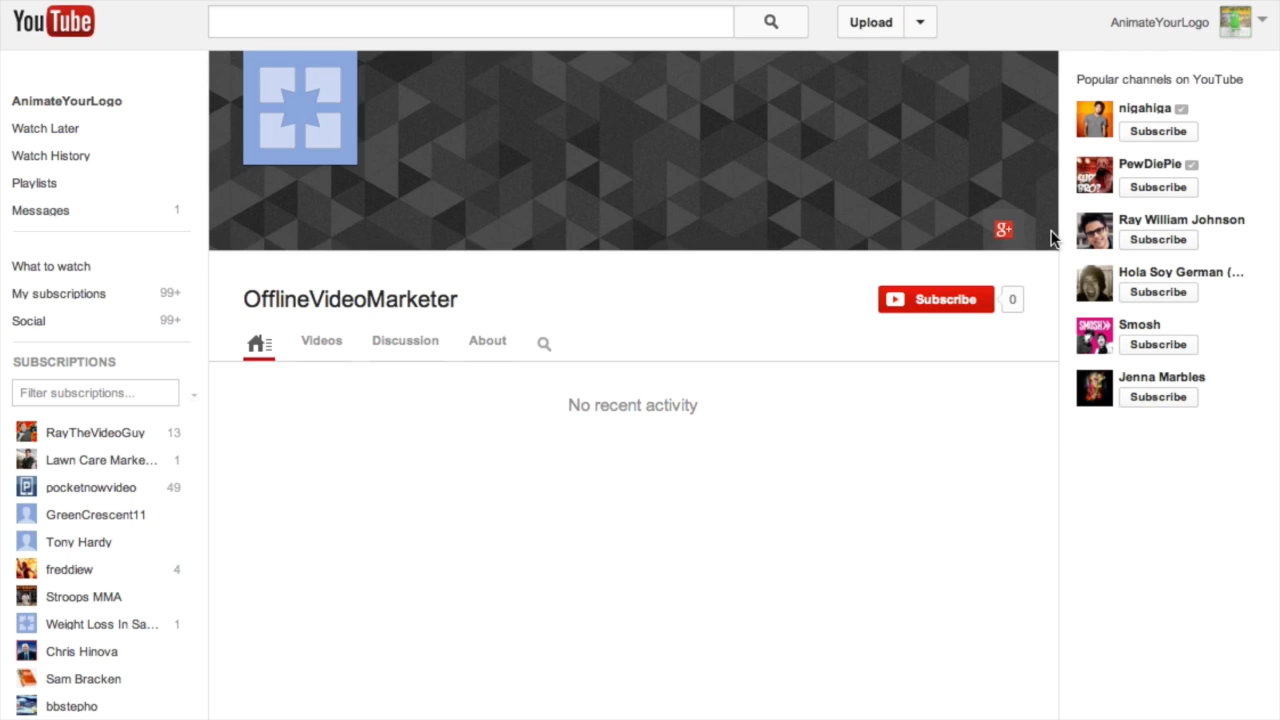 YouTube
Upload
AnimateYourLogo
AnimateYourLogo
Watch Later
Watch History
Playlists
Messages 1
What to watch
My subscriptions 99+
Social 99+
SUBSCRIPTIONS
Filter subscriptions...
RayTheVideoGuy 13
Lawn Care Marke... 1
pocketnowvideo 49
GreenCrescent11
Tony Hardy
freddiew 4
Stroops MMA
Weight Loss In Sa... 1
Chris Hinova
Sam Bracken
bbstepho
g+
OfflineVideoMarketer
Subscribe 0
Videos Discussion About
No recent activity
Popular channels on YouTube
nigahiga
Subscribe
PewDiePie
Subscribe
Ray William Johnson
Subscribe
Hola Soy German (...
Subscribe
Smosh
Subscribe
Jenna Marbles
Subscribe
SMOSH